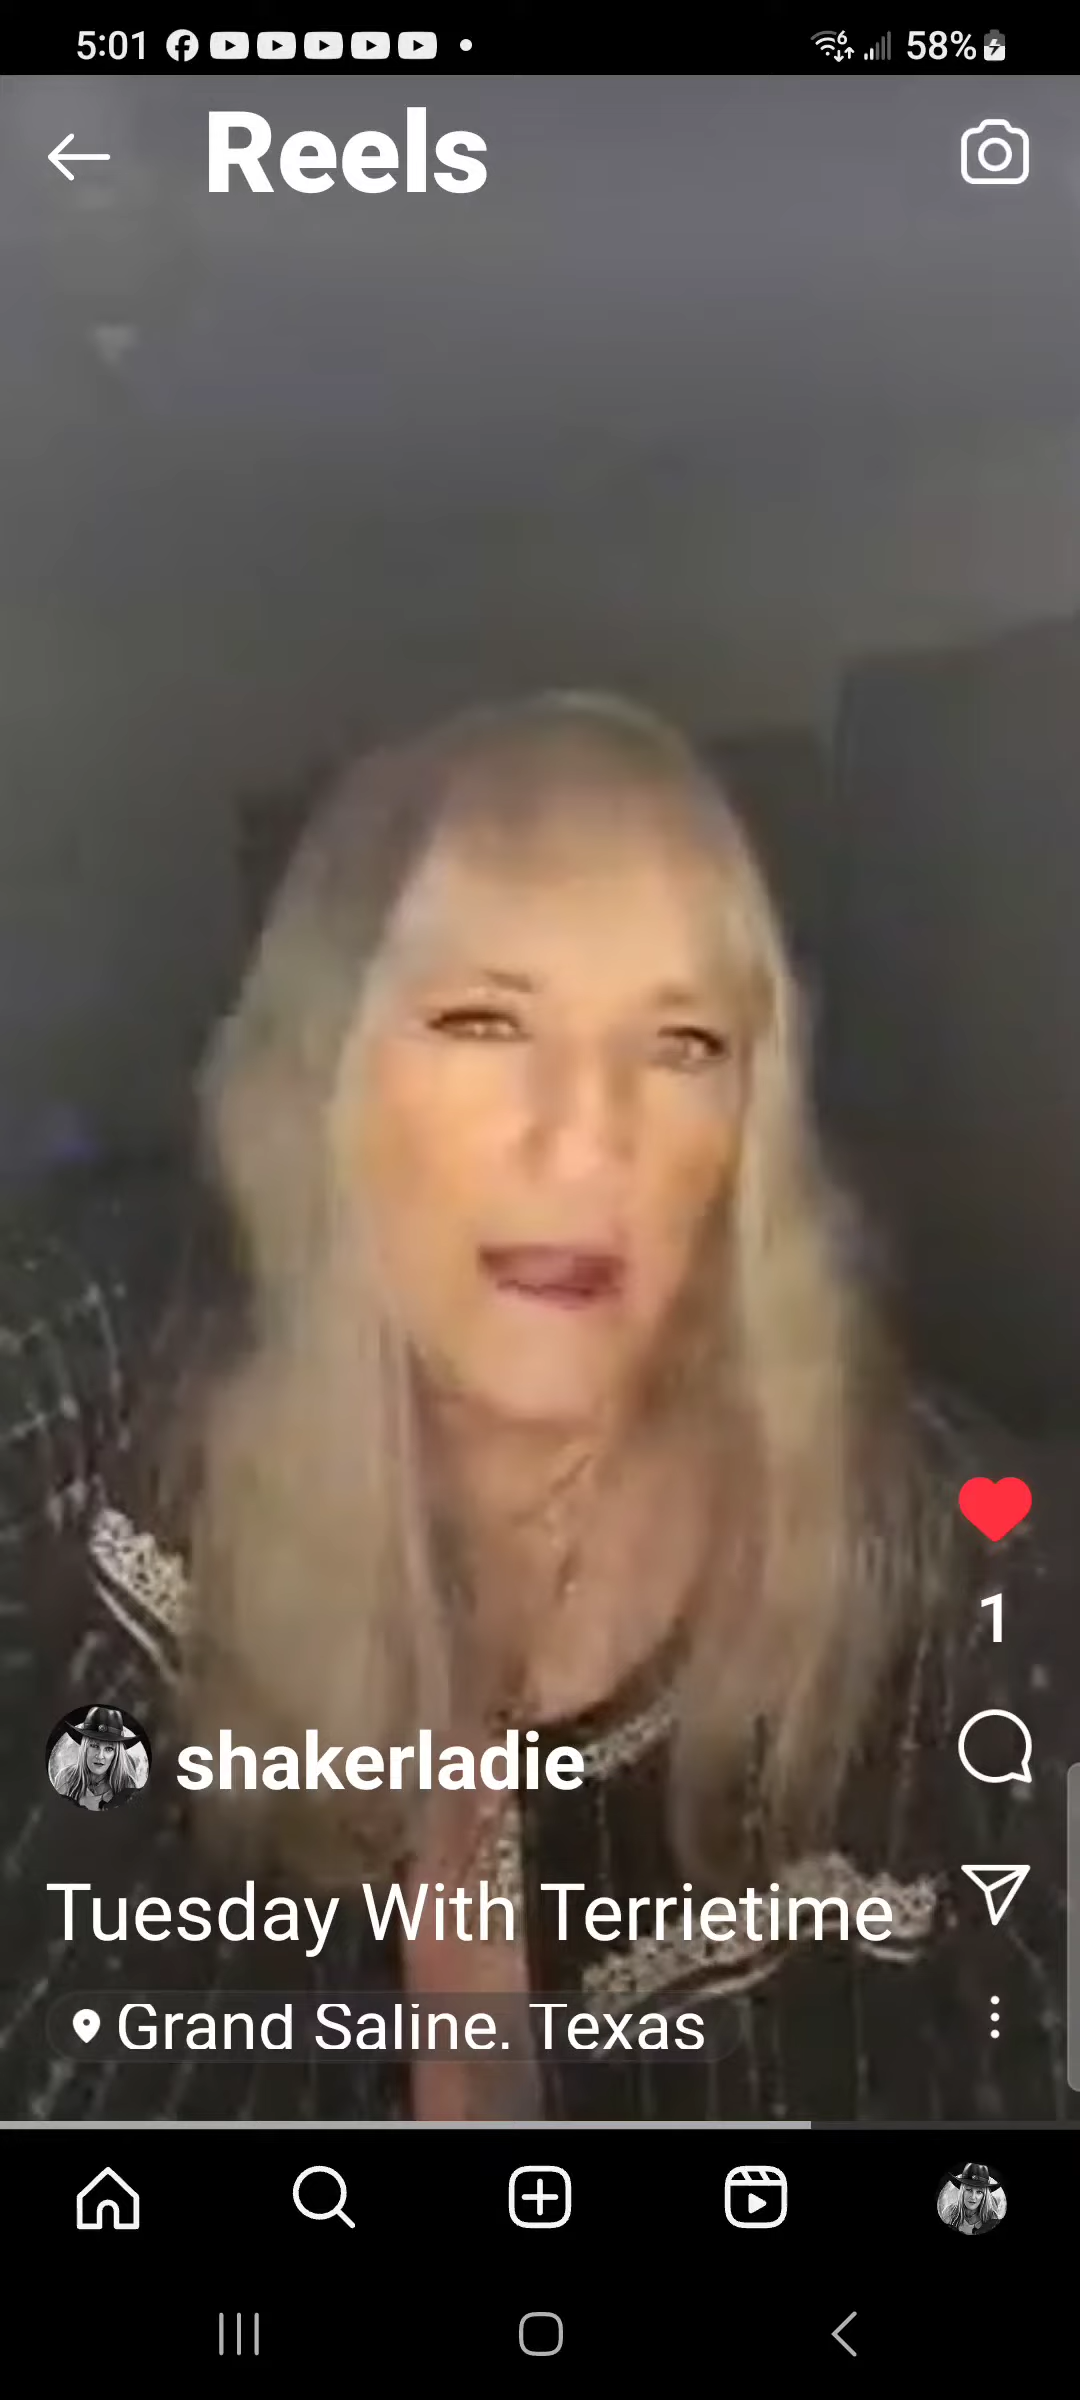 5:01 58%
Reels
1
shakerladie
Tuesday With Terrietime
Grand Saline, Texas